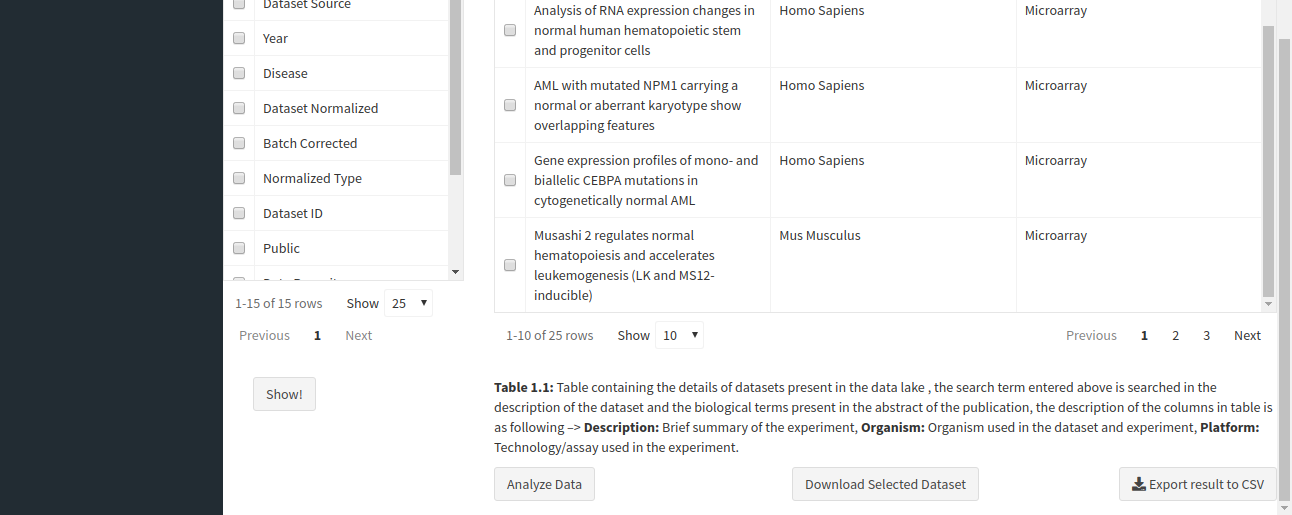 Dataset Source
Year
Disease
Dataset Normalized
Batch Corrected
Normalized Type
Dataset ID
Public
1-15 of 15 rows Show 25
Previous 1 Next
Show!
Analysis of RNA expression changes in
normal human hematopoietic stem
and progenitor cells
Homo Sapiens
Microarray
AML with mutated NPM1 carrying a
normal or aberrant karyotype show
overlapping features
Homo Sapiens
Microarray
Gene expression profiles of mono- and
biallelic CEBPA mutations in
cytogenetically normal AML
Homo Sapiens
Microarray
Musashi 2 regulates normal
hematopoiesis and accelerates
leukemogenesis (LK and MS12-
inducible)
Mus Musculus
Microarray
1-10 of 25 rows Show 10
Previous 1 2 3 Next
Table 1.1: Table containing the details of datasets present in the data lake , the search term entered above is searched in the
description of the dataset and the biological terms present in the abstract of the publication, the description of the columns in table is
as following –> Description: Brief summary of the experiment, Organism: Organism used in the dataset and experiment, Platform:
Technology/assay used in the experiment.
Analyze Data
Download Selected Dataset
Export result to CSV